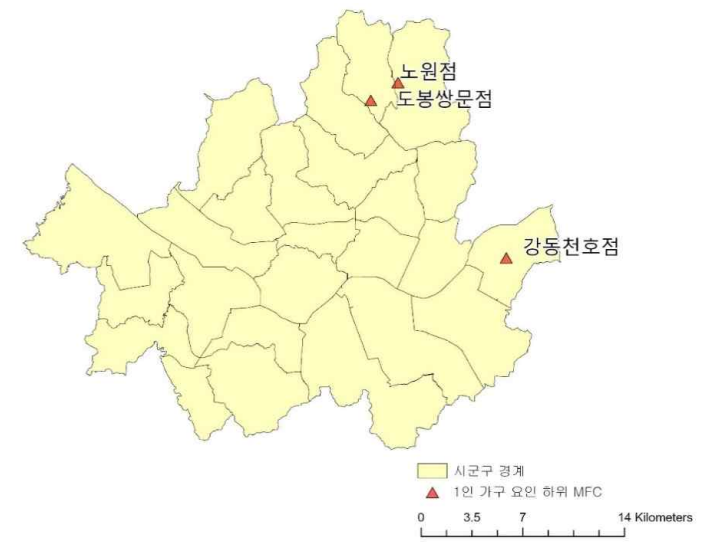 노원점
도봉쌍문점
강동천호점
시군구 경계
1인 가구 요인 하위 MFC
0 3.5 7 14 Kilometers